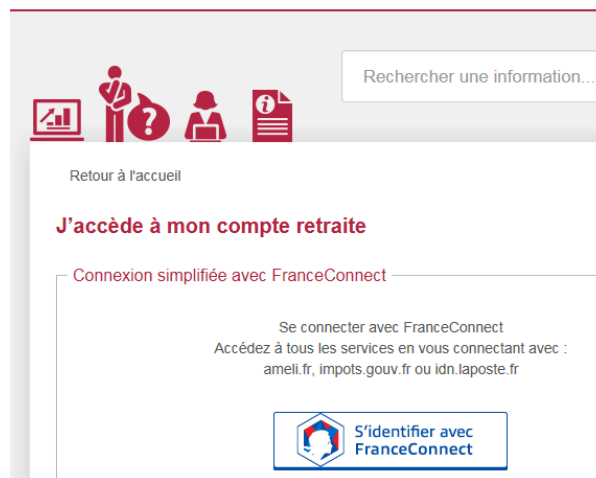 Rechercher une information...
Retour à l'accueil
J’accède à mon compte retraite
Connexion simplifiée avec FranceConnect
Se connecter avec FranceConnect
Accédez à tous les services en vous connectant avec :
ameli.fr, impots.gouv.fr ou idn.laposte.fr
S’identifier avec
FranceConnect